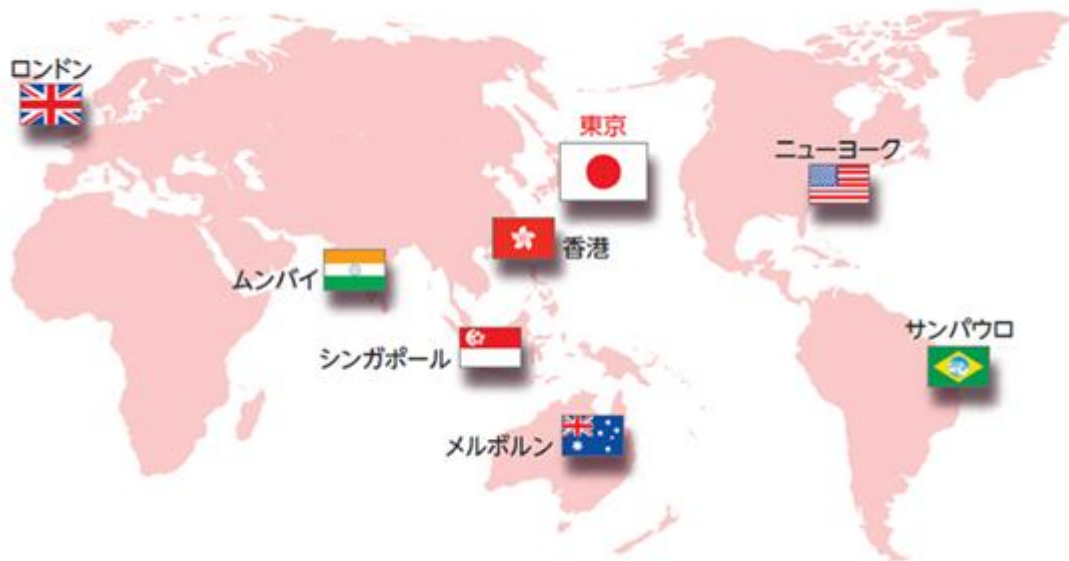 ロンドン
東京
ニューヨーク
香港
ムンバイ
サンパウロ
シンガポール
メルボルン